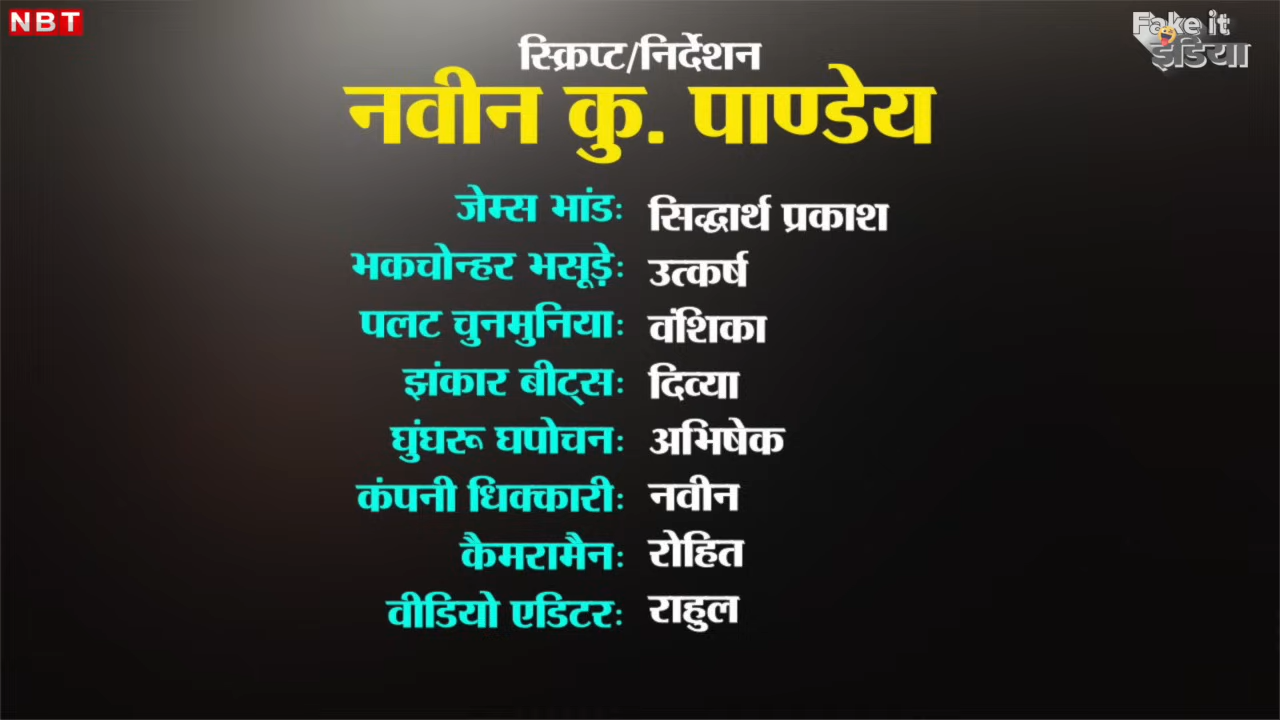 NBT
Fake it
इंडिया
स्क्रिप्ट/निर्देशन
नवीन कु. पाण्डेय
जेम्स भांड: सिद्धार्थ प्रकाश
भकचोन्हर भसूड़े: उत्कर्ष
पलट चुनमुनिया: वंशिका
झंकार बीट्स: दिव्या
घुंघरू घपोचन: अभिषेक
कंपनी धिक्कारी: नवीन
कैमरामैन: रोहित
वीडियो एडिटर: राहुल